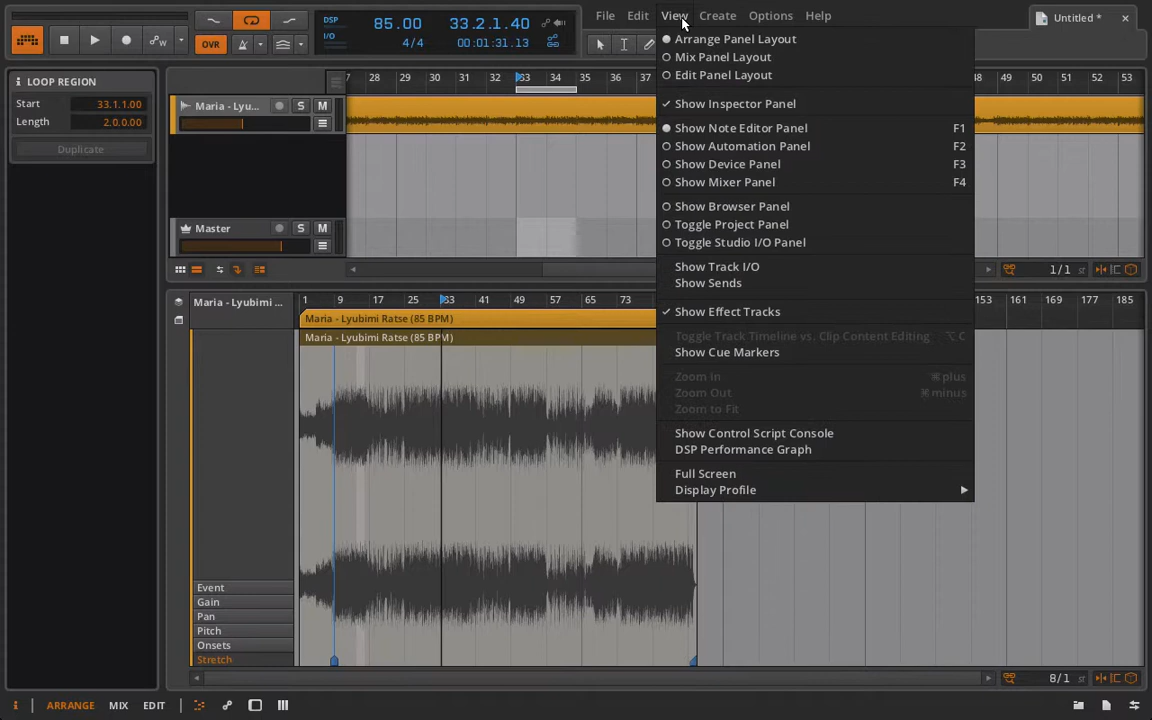 DSP
I/O
85.00
4/4
33.2.1.40
00:01:31.13
OVR
File Edit View Create Options Help
Untitled *
LOOP REGION
Start 33.1.1.00
Length 2.0.0.00
Duplicate
28 29 30 31 32 33 34 35 36 37 49 50 51 52 53
Maria - Lyu... S M
Master S M
1/1
Arrange Panel Layout
Mix Panel Layout
Edit Panel Layout
Show Inspector Panel
Show Note Editor Panel F1
Show Automation Panel F2
Show Device Panel F3
Show Mixer Panel F4
Show Browser Panel
Toggle Project Panel
Toggle Studio I/O Panel
Show Track I/O
Show Sends
Show Effect Tracks
Toggle Track Timeline vs. Clip Content Editing ⌥C
Show Cue Markers
Zoom In ⌘plus
Zoom Out ⌘minus
Zoom to Fit
Show Control Script Console
DSP Performance Graph
Full Screen
Display Profile
Maria - Lyubimi ...
1 9 17 25 33 41 49 57 65 73 153 161 169 177 185
Maria - Lyubimi Ratse (85 BPM)
Maria - Lyubimi Ratse (85 BPM)
Event
Gain
Pan
Pitch
Onsets
Stretch
8/1
i ARRANGE MIX EDIT